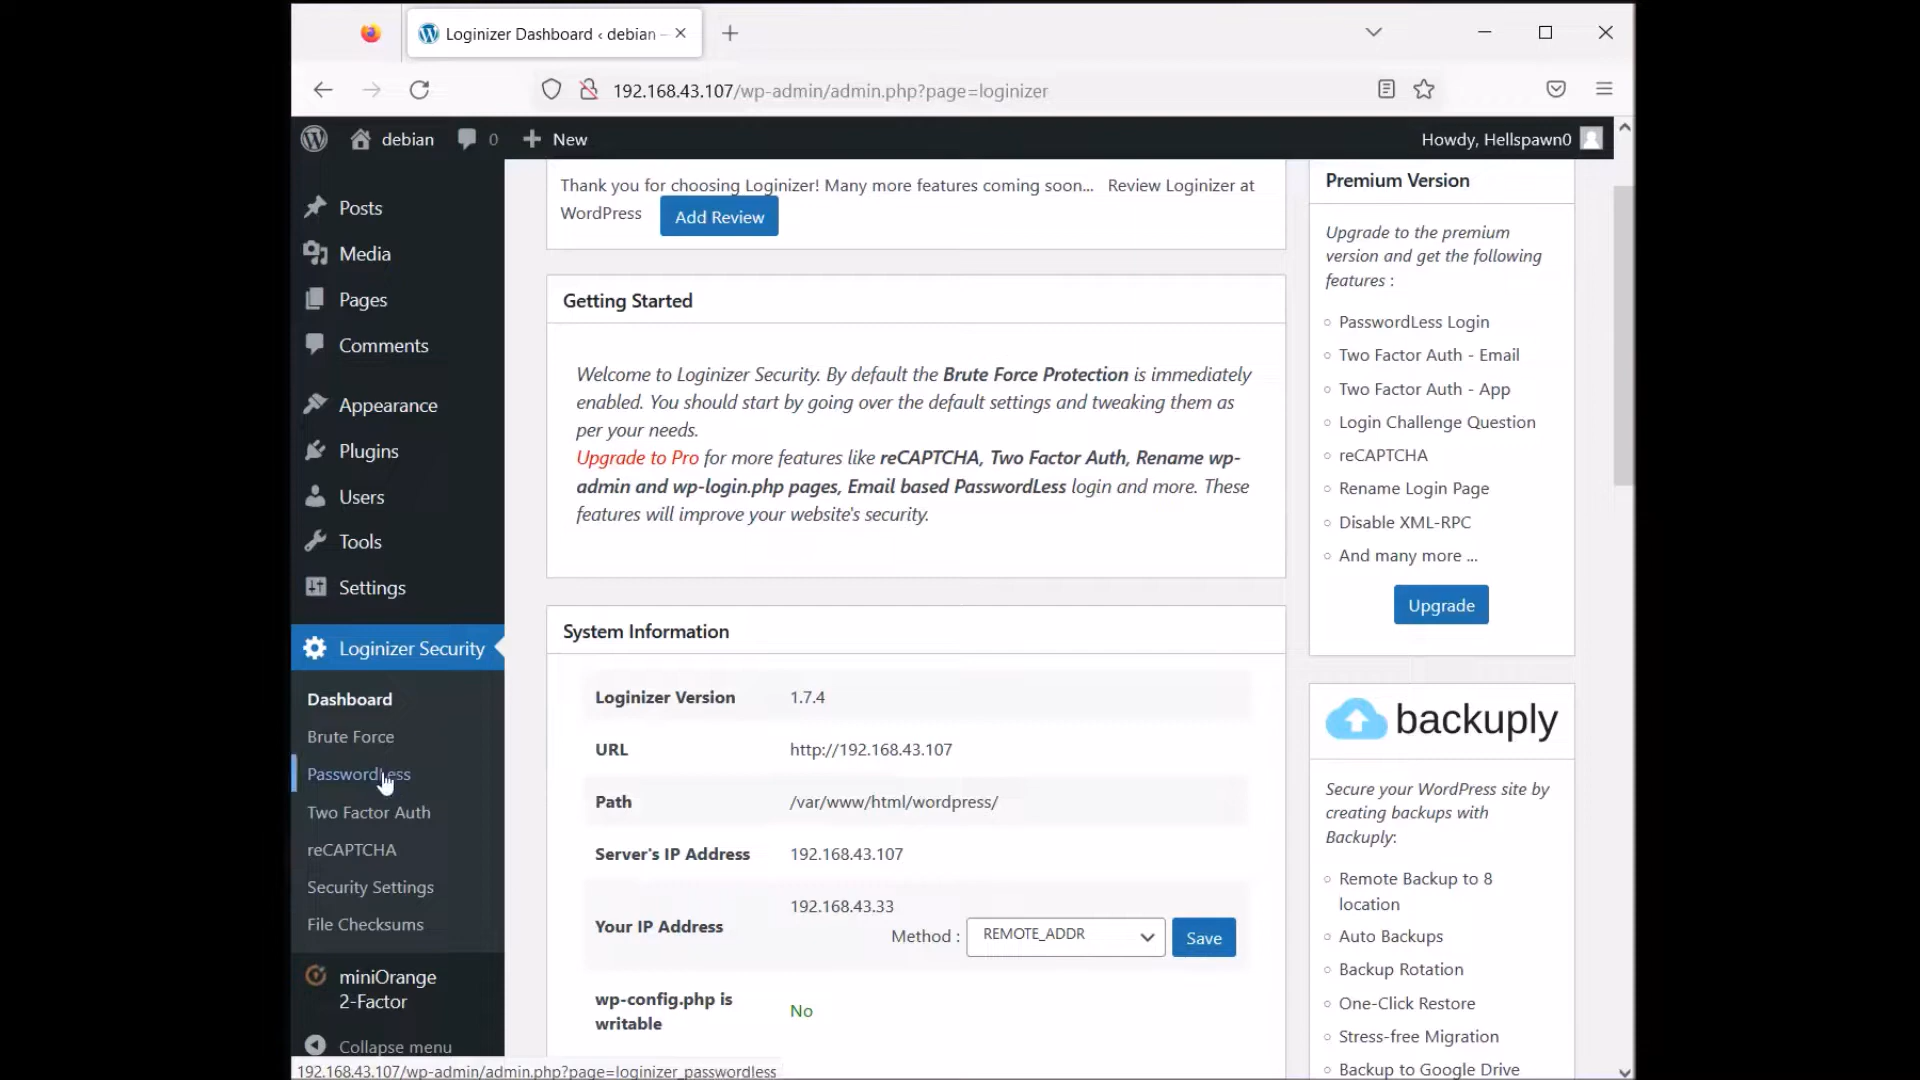 Loginizer Dashboard ‹ debian –
192.168.43.107/wp-admin/admin.php?page=loginizer
debian
0
New
Howdy, Hellspawn0
Posts
Media
Pages
Comments
Appearance
Plugins
Users
Tools
Settings
Loginizer Security
Dashboard
Brute Force
PasswordLess
Two Factor Auth
reCAPTCHA
Security Settings
File Checksums
miniOrange
2-Factor
Collapse menu
192.168.43.107/wp-admin/admin.php?page=loginizer_passwordless
Thank you for choosing Loginizer! Many more features coming soon... Review Loginizer at
WordPress Add Review
Getting Started
Welcome to Loginizer Security. By default the Brute Force Protection is immediately
enabled. You should start by going over the default settings and tweaking them as
per your needs.
Upgrade to Pro for more features like reCAPTCHA, Two Factor Auth, Rename wp-
admin and wp-login.php pages, Email based PasswordLess login and more. These
features will improve your website's security.
System Information
Loginizer Version 1.7.4
URL http://192.168.43.107
Path /var/www/html/wordpress/
Server's IP Address 192.168.43.107
Your IP Address 192.168.43.33
Method : REMOTE_ADDR Save
wp-config.php is
writable No
Premium Version
Upgrade to the premium
version and get the following
features :
PasswordLess Login
Two Factor Auth - Email
Two Factor Auth - App
Login Challenge Question
reCAPTCHA
Rename Login Page
Disable XML-RPC
And many more ...
Upgrade
backuply
Secure your WordPress site by
creating backups with
Backuply:
Remote Backup to 8
location
Auto Backups
Backup Rotation
One-Click Restore
Stress-free Migration
Backup to Google Drive